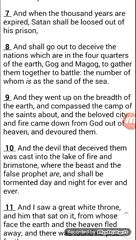 7 And when the thousand years are
expired, Satan shall be loosed out of
his prison,
8 And shall go out to deceive the
nations which are in the four quarters
of the earth, Gog and Magog, to gather
them together to battle: the number of
whom is as the sand of the sea.
9 And they went up on the breadth of
the earth, and compassed the camp of
the saints about, and the beloved city:
and fire came down from God out of
heaven, and devoured them.
10 And the devil that deceived them
was cast into the lake of fire and
brimstone, where the beast and the
false prophet are, and shall be
tormented day and night for ever and
ever.
11 And I saw a great white throne,
and him that sat on it, from whose
face the earth and the heaven fled
away; and there was